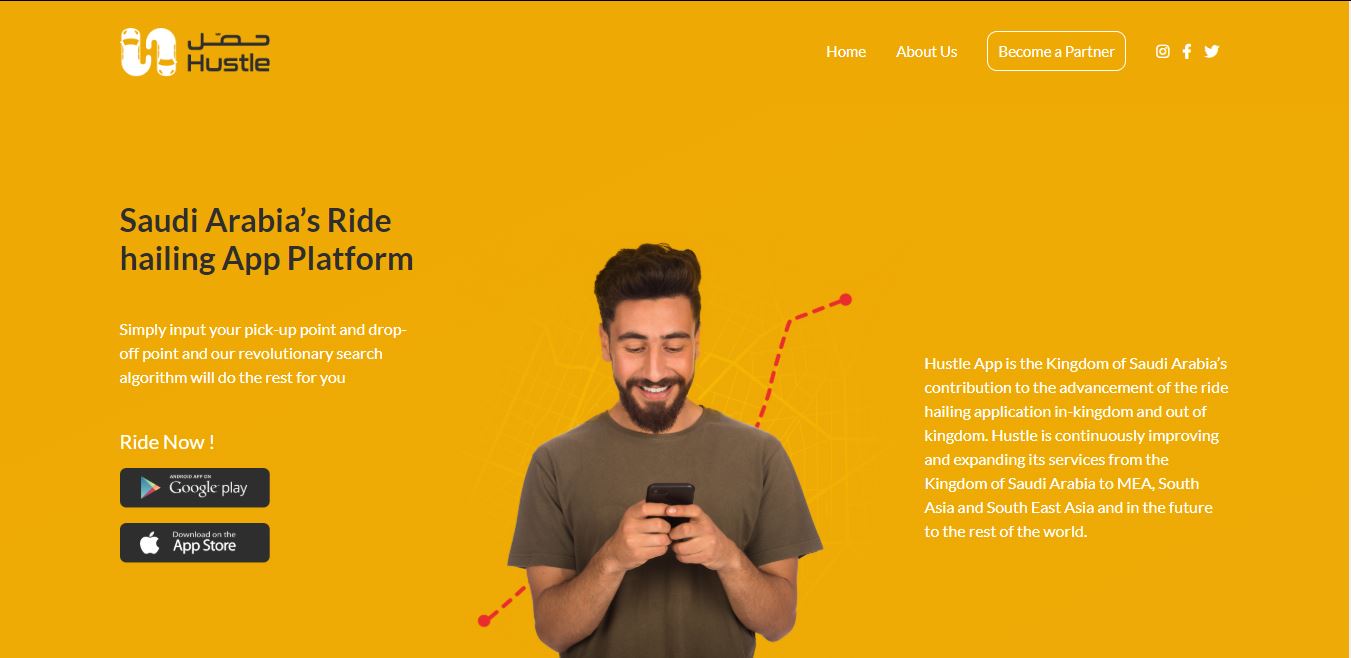 حصّل
Hustle
Home
About Us
Become a Partner
Saudi Arabia’s Ride
hailing App Platform
Simply input your pick-up point and drop-
off point and our revolutionary search
algorithm will do the rest for you
Ride Now !
ANDROID APP ON
Google play
Download on the
App Store
Hustle App is the Kingdom of Saudi Arabia’s
contribution to the advancement of the ride
hailing application in-kingdom and out of
kingdom. Hustle is continuously improving
and expanding its services from the
Kingdom of Saudi Arabia to MEA, South
Asia and South East Asia and in the future
to the rest of the world.